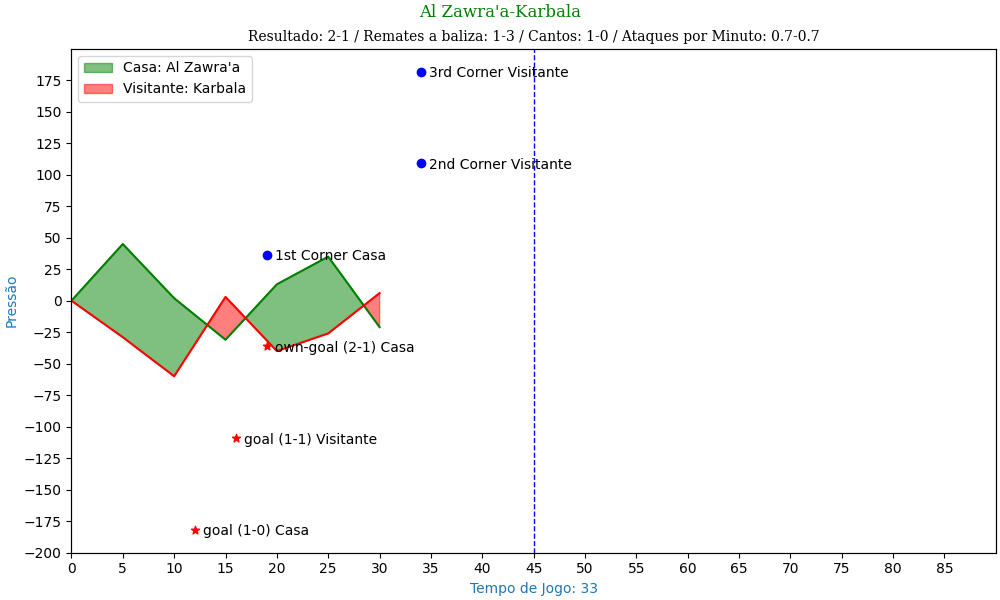 Al Zawra'a-Karbala
Resultado: 2-1 / Remates a baliza: 1-3 / Cantos: 1-0 / Ataques por Minuto: 0.7-0.7
Casa: Al Zawra'a
Visitante: Karbala
3rd Corner Visitante
2nd Corner Visitante
1st Corner Casa
own-goal (2-1) Casa
goal (1-1) Visitante
goal (1-0) Casa
Pressão
175
150
125
100
75
50
25
0
−25
−50
−75
−100
−125
−150
−175
−200
0 5 10 15 20 25 30 35 40 45 50 55 60 65 70 75 80 85
Tempo de Jogo: 33